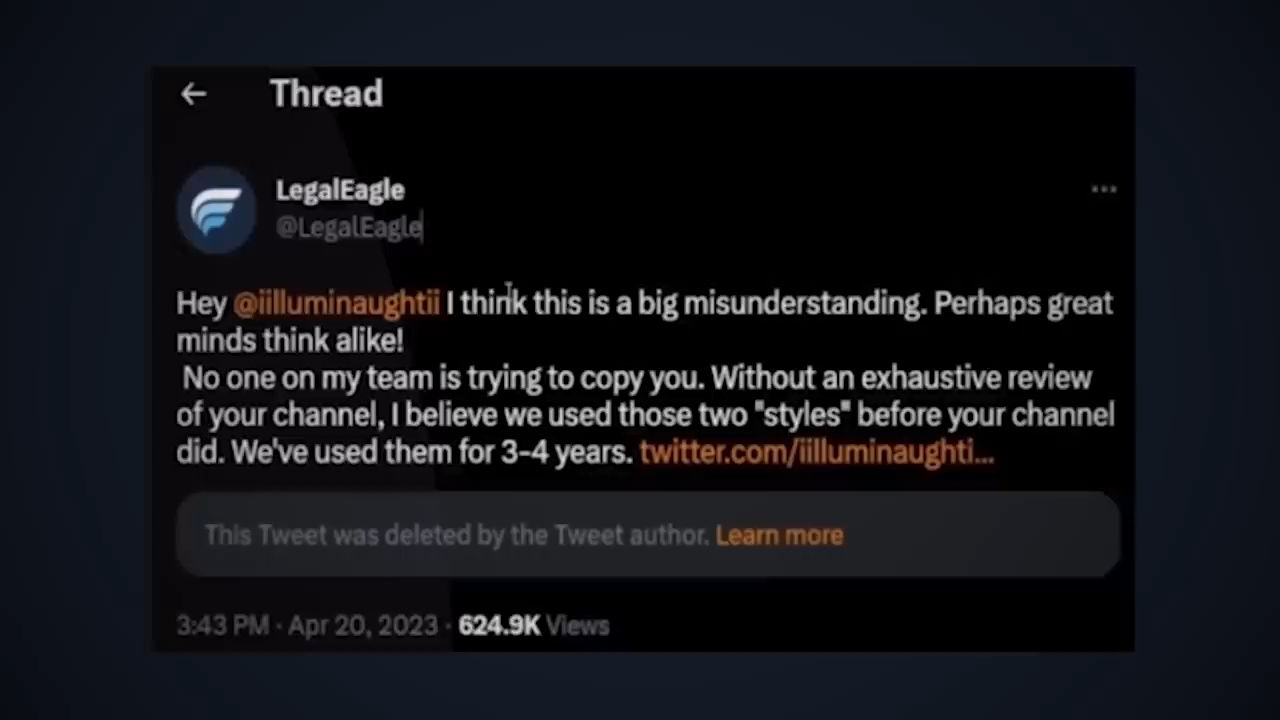 Thread
LegalEagle
@LegalEagle
Hey @iilluminaughtii I think this is a big misunderstanding. Perhaps great
minds think alike!
No one on my team is trying to copy you. Without an exhaustive review
of your channel, I believe we used those two "styles" before your channel
did. We've used them for 3-4 years. twitter.com/iilluminaughti...
This Tweet was deleted by the Tweet author. Learn more
3:43 PM · Apr 20, 2023 · 624.9K Views